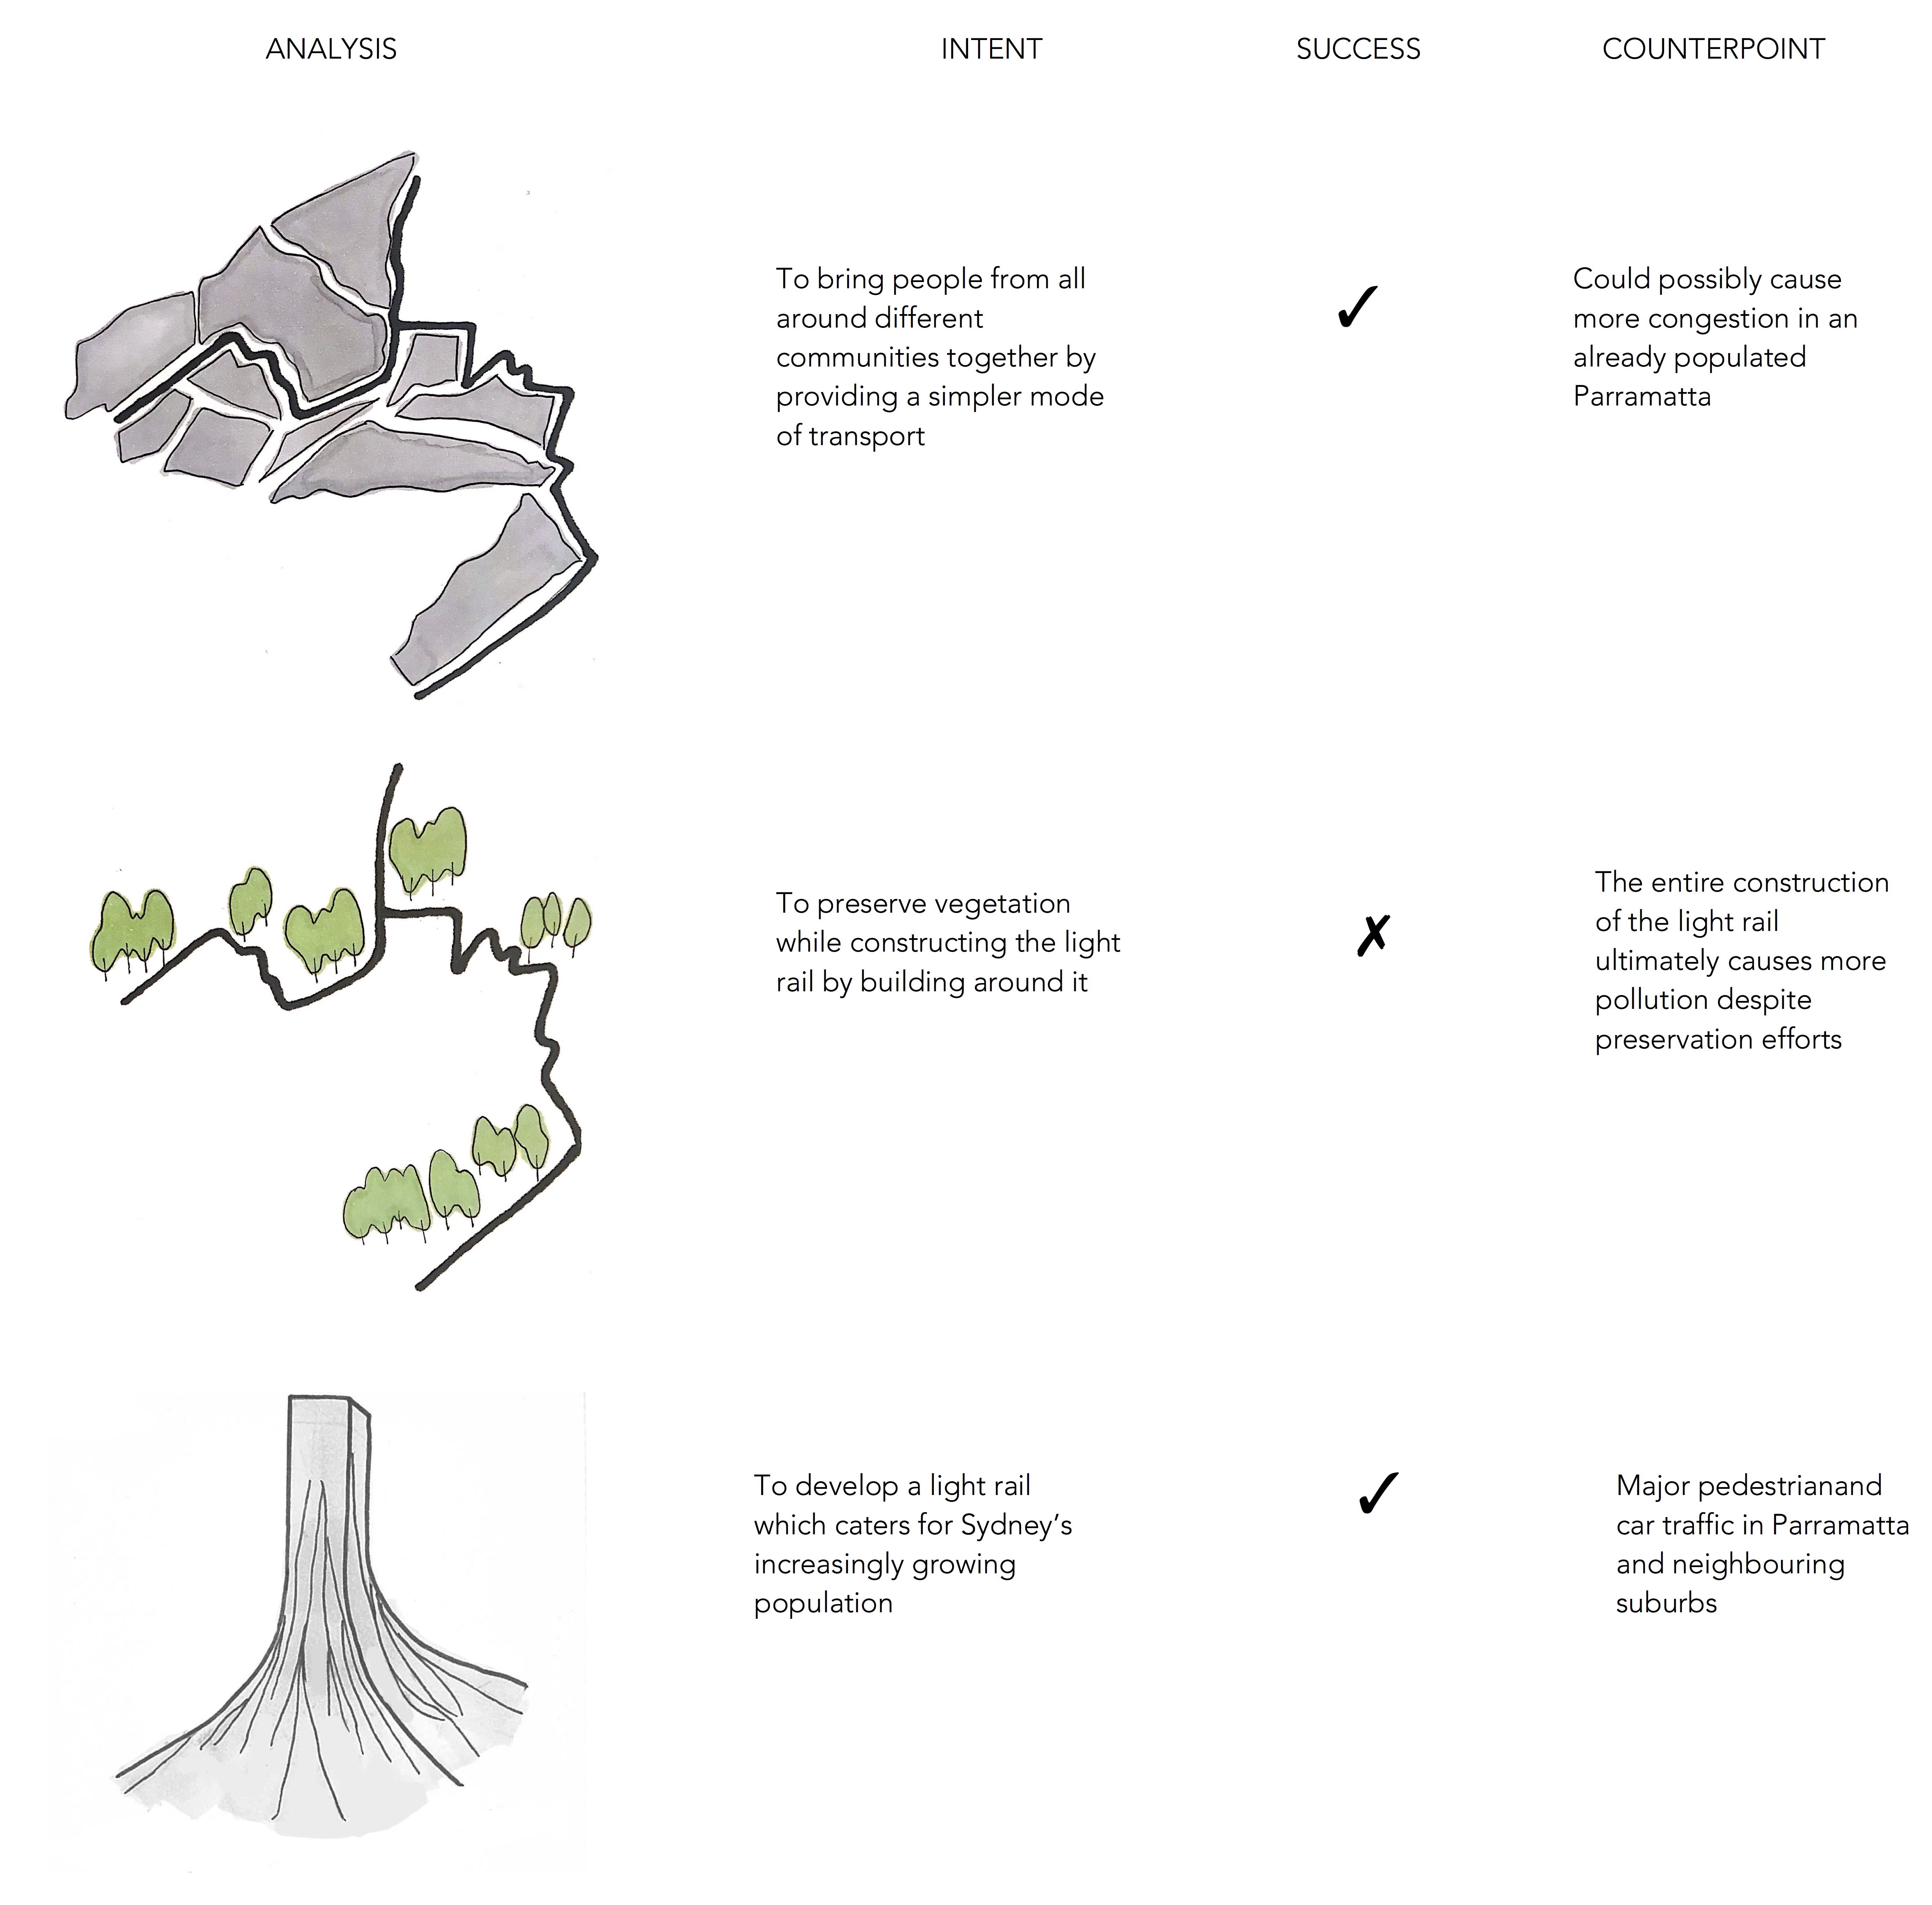 ANALYSIS
INTENT
SUCCESS
COUNTERPOINT
To bring people from all
around different
communities together by
providing a simpler mode
of transport
✓
Could possibly cause
more congestion in an
already populated
Parramatta
To preserve vegetation
while constructing the light
rail by building around it
✗
The entire construction
of the light rail
ultimately causes more
pollution despite
preservation efforts
To develop a light rail
which caters for Sydney's
increasingly growing
population
✓
Major pedestrianand
car traffic in Parramatta
and neighbouring
suburbs